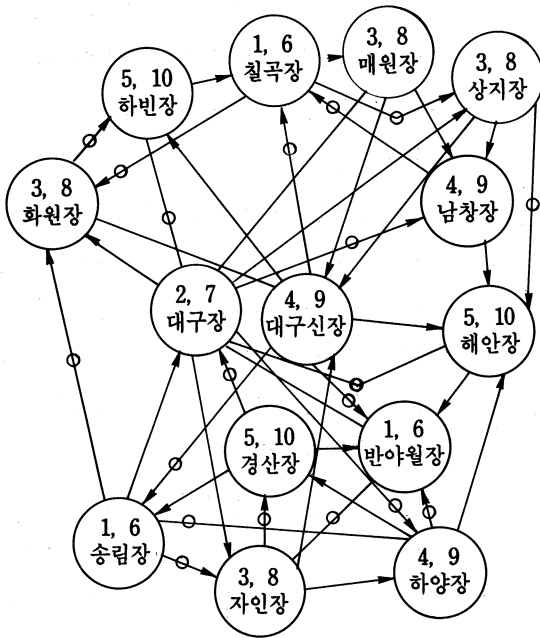 1, 6
칠곡장
3, 8
매원장
3, 8
상지장
5, 10
하빈장
3, 8
화원장
4, 9
남창장
2, 7
대구장
4, 9
대구신장
5, 10
해안장
5, 10
경산장
1, 6
반야월장
1, 6
송림장
3, 8
자인장
4, 9
하양장